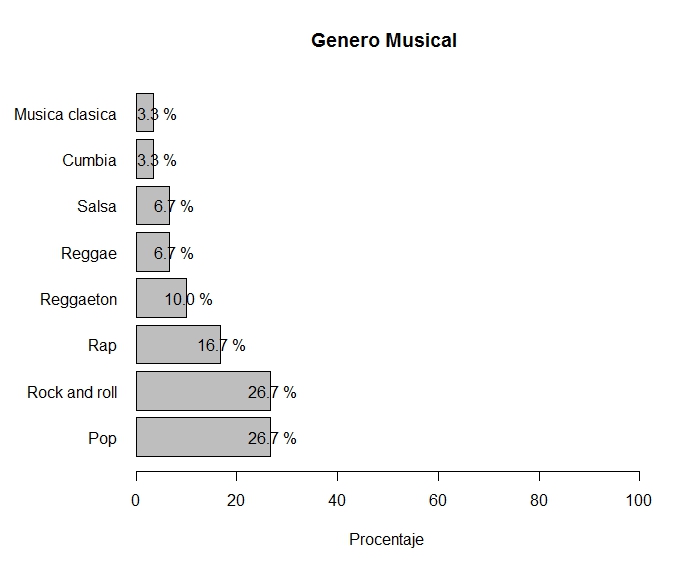 Genero Musical
Musica clasica 3.3 %
Cumbia 3.3 %
Salsa 6.7 %
Reggae 6.7 %
Reggaeton 10.0 %
Rap 16.7 %
Rock and roll 26.7 %
Pop 26.7 %
0 20 40 60 80 100
Procentaje